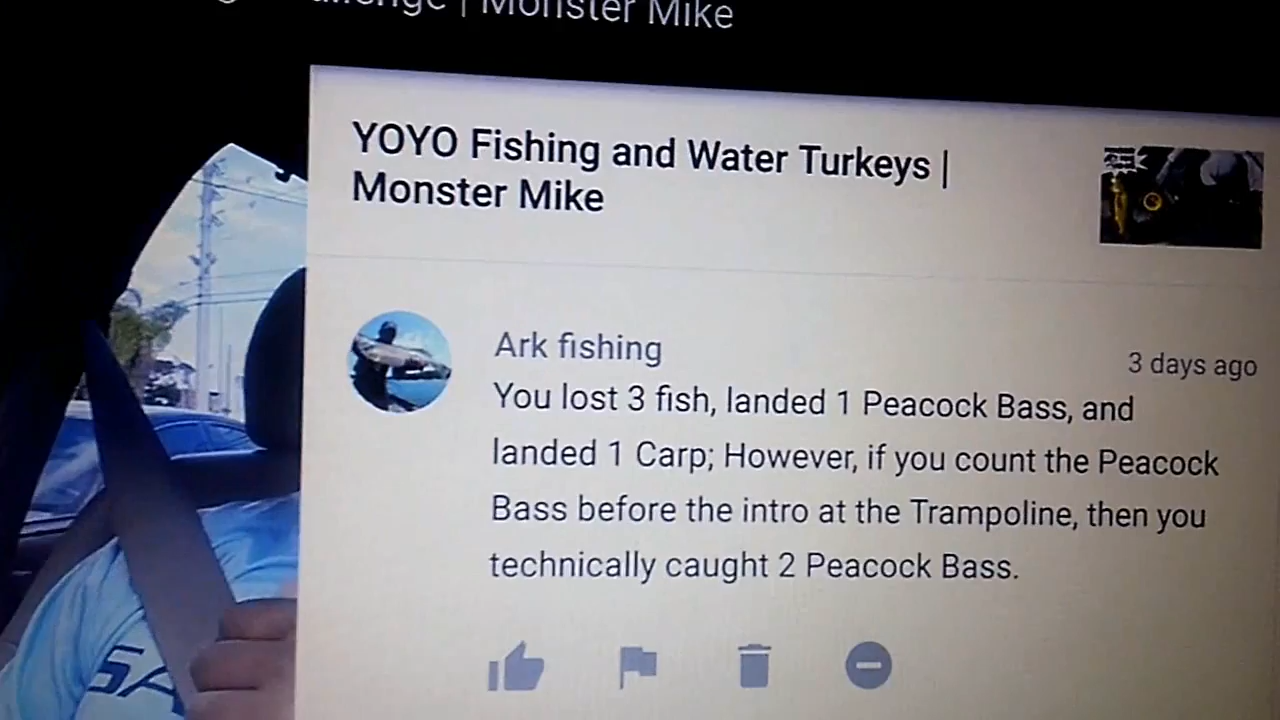 | Monster Mike
YOYO Fishing and Water Turkeys |
Monster Mike
Ark fishing
3 days ago
You lost 3 fish, landed 1 Peacock Bass, and
landed 1 Carp; However, if you count the Peacock
Bass before the intro at the Trampoline, then you
technically caught 2 Peacock Bass.
SA